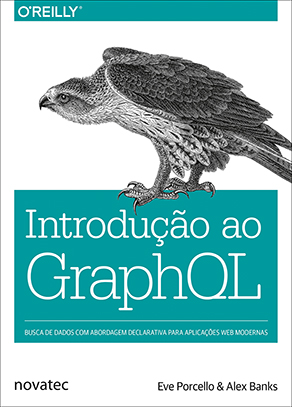 O'REILLY®
Introdução ao
GraphQL
BUSCA DE DADOS COM ABORDAGEM DECLARATIVA PARA APLICAÇÕES WEB MODERNAS
novatec
Eve Porcello & Alex Banks